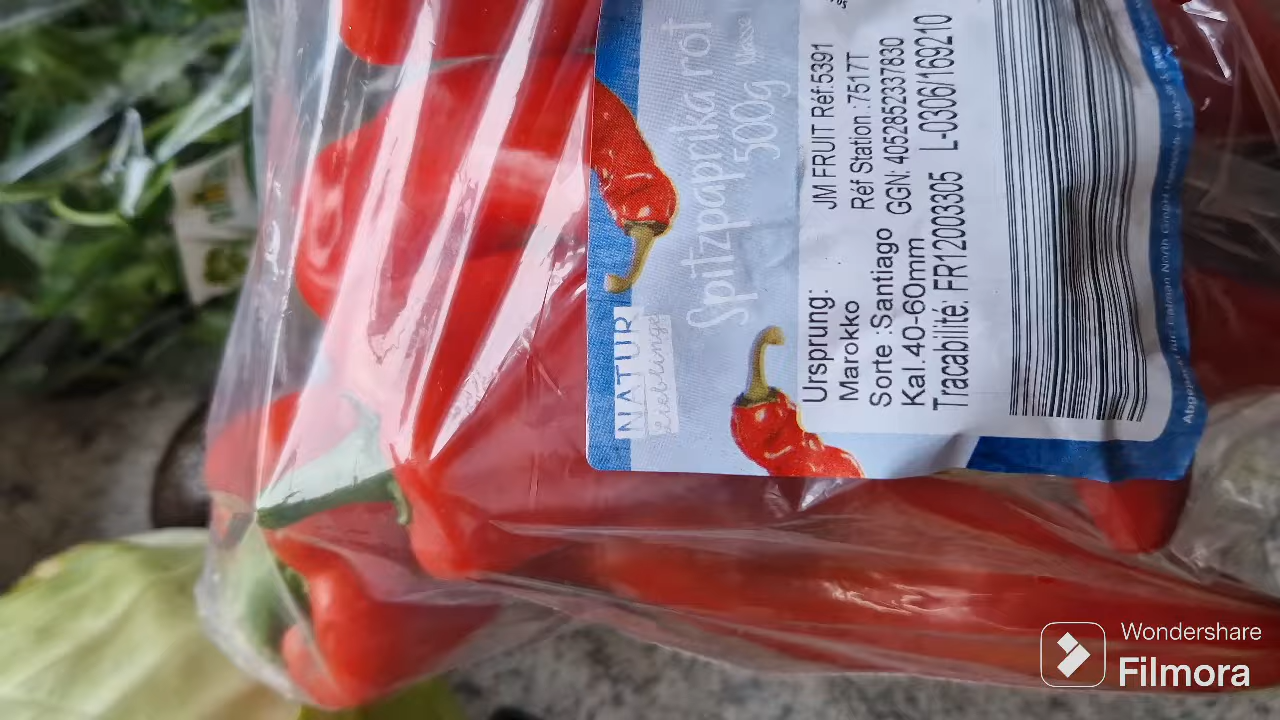 NATUR
Lieblinge
Spitzpaprika rot
500g Klasse
Ursprung: JM FRUIT Réf:5391
Marokko Réf Station :7517T
Sorte :Santiago GGN: 4052852337830
Kal.40-60mm
Tracabilité: FR12003305 L-0306/169210
Wondershare
Filmora